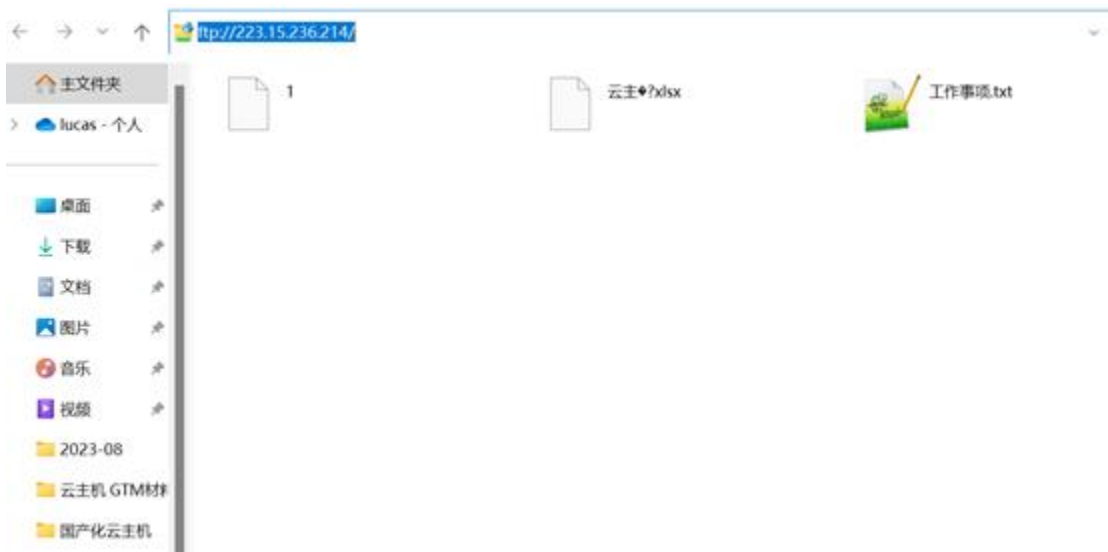 ftp://223.15.236.214/
主文件夹
lucas - 个人
桌面
下载
文档
图片
音乐
视频
2023-08
云主机 GTM材料
国产化云主机
1
云主�?xlsx
工作事项.txt